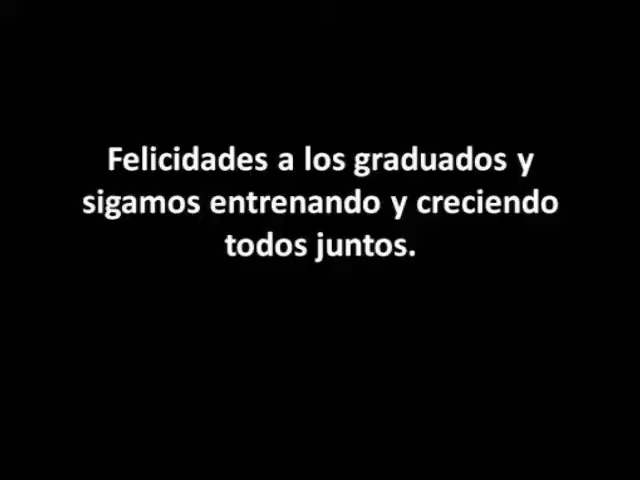 Felicidades a los graduados y
sigamos entrenando y creciendo
todos juntos.